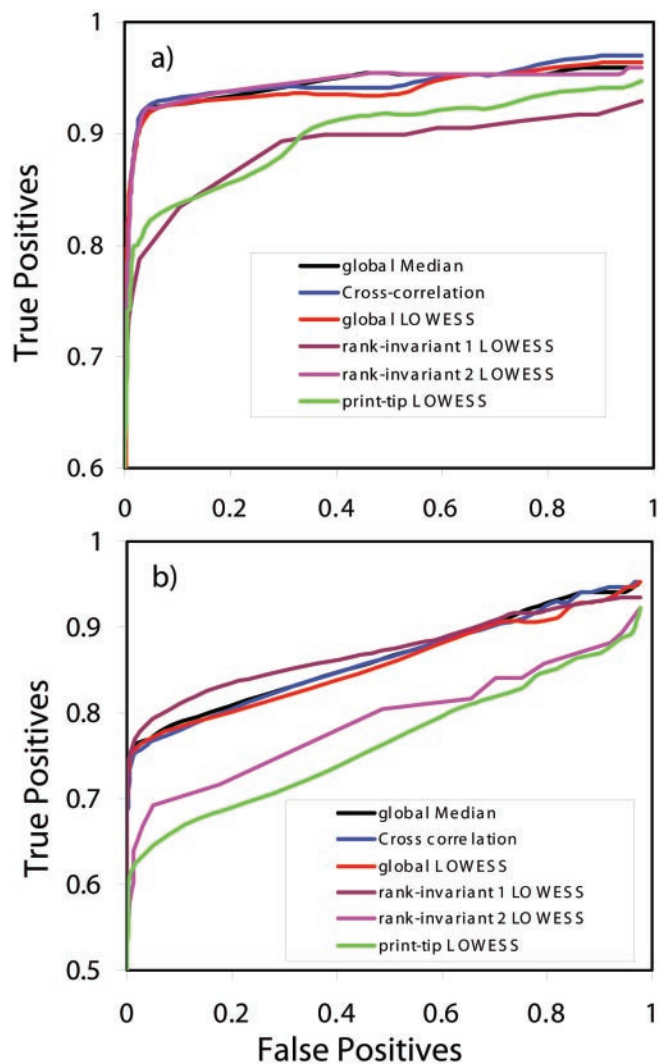 a)
1
0.9
0.8
0.7
0.6
True Positives
global Median
Cross-correlation
global LOWESS
rank-invariant 1 LOWESS
rank-invariant 2 LOWESS
print-tip LOWESS
0 0.2 0.4 0.6 0.8 1
b)
1
0.9
0.8
0.7
0.6
0.5
True Positives
global Median
Cross correlation
global LOWESS
rank-invariant 1 LOWESS
rank-invariant 2 LOWESS
print-tip LOWESS
0 0.2 0.4 0.6 0.8 1
False Positives